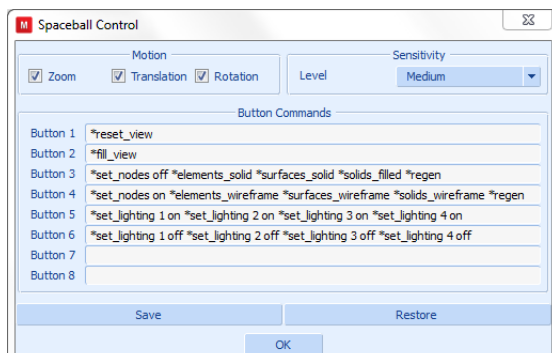 M Spaceball Control
Motion
Sensitivity
Zoom Translation Rotation
Level Medium
Button Commands
Button 1 *reset_view
Button 2 *fill_view
Button 3 *set_nodes off *elements_solid *surfaces_solid *solids_filled *regen
Button 4 *set_nodes on *elements_wireframe *surfaces_wireframe *solids_wireframe *regen
Button 5 *set_lighting 1 on *set_lighting 2 on *set_lighting 3 on *set_lighting 4 on
Button 6 *set_lighting 1 off *set_lighting 2 off *set_lighting 3 off *set_lighting 4 off
Button 7
Button 8
Save Restore
OK